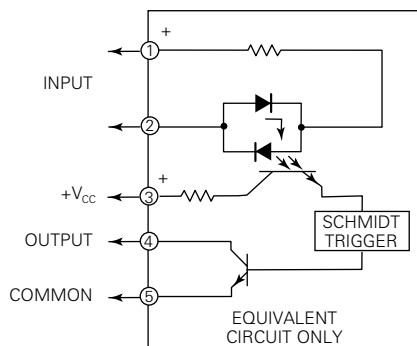 1 +
INPUT
2
+
+VCC 3
SCHMIDT
TRIGGER
OUTPUT 4
COMMON 5
EQUIVALENT
CIRCUIT ONLY